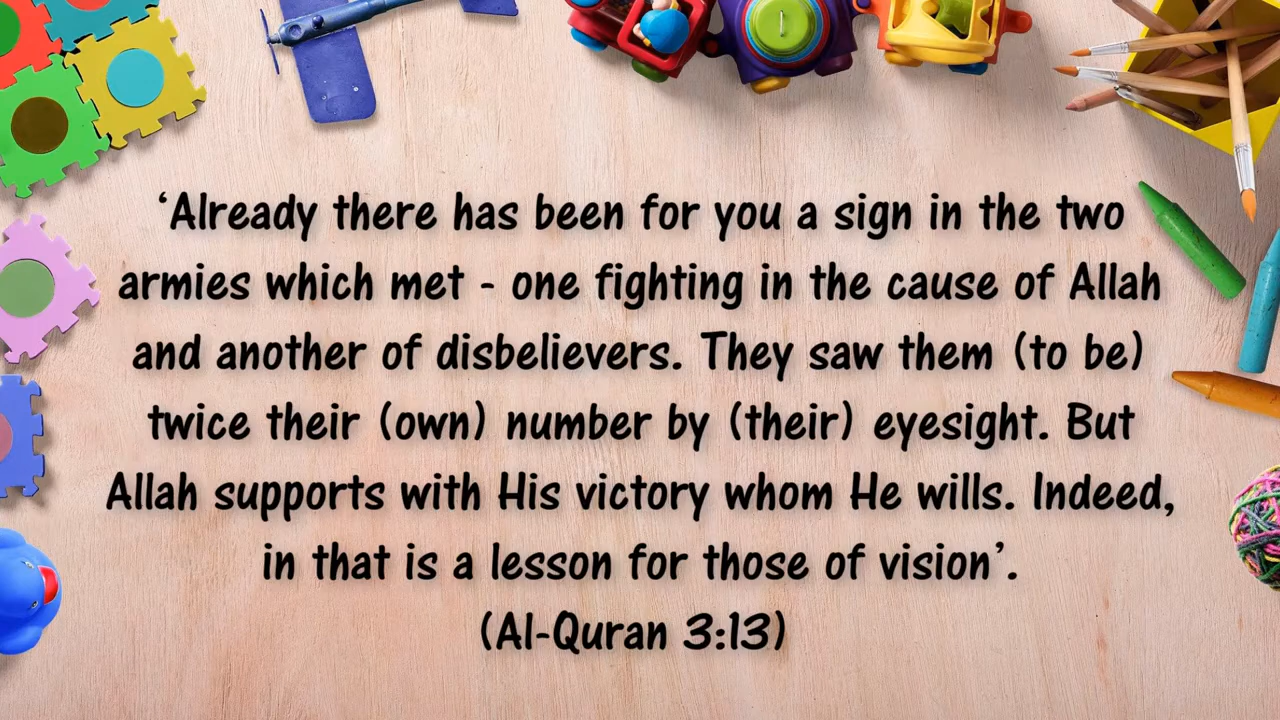 ‘Already there has been for you a sign in the two
armies which met - one fighting in the cause of Allah
and another of disbelievers. They saw them (to be)
twice their (own) number by (their) eyesight. But
Allah supports with His victory whom He wills. Indeed,
in that is a lesson for those of vision’.
(Al-Quran 3:13)